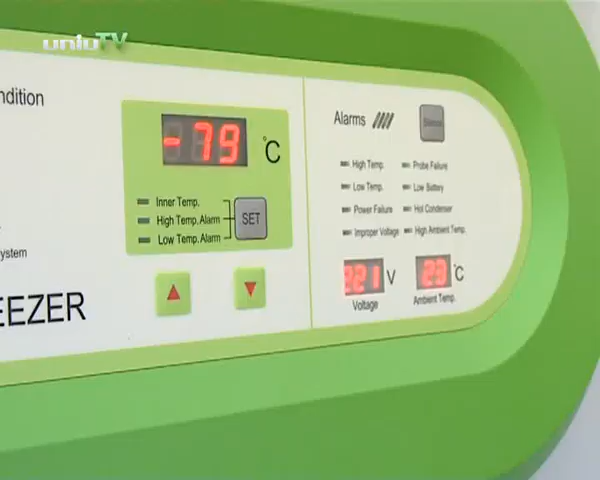 uniuTV
ndition
ystem
EEZER
-79 °C
Inner Temp.
High Temp. Alarm
Low Temp. Alarm
SET
Alarms
High Temp.
Probe Failure
Low Temp.
Low Battery
Power Failure
Hot Condenser
Improper Voltage
High Ambient Temp.
221 V
23 °C
Voltage
Ambient Temp.